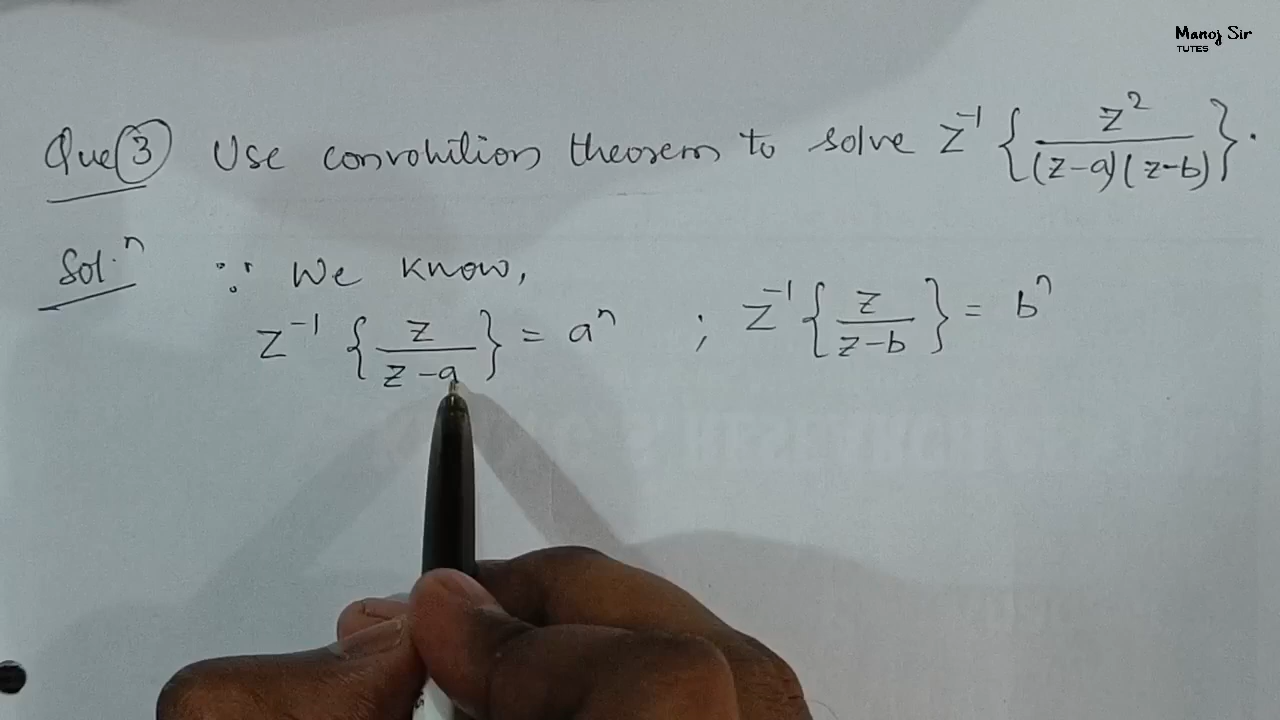 Manoj Sir
TUTES
Que ③ Use convolution theorem to solve Z⁻¹ { z² / (z-a)(z-b) }.
Sol.ⁿ ∵ We know,
Z⁻¹ { z / z-a } = aⁿ ; Z⁻¹ { z / z-b } = bⁿ